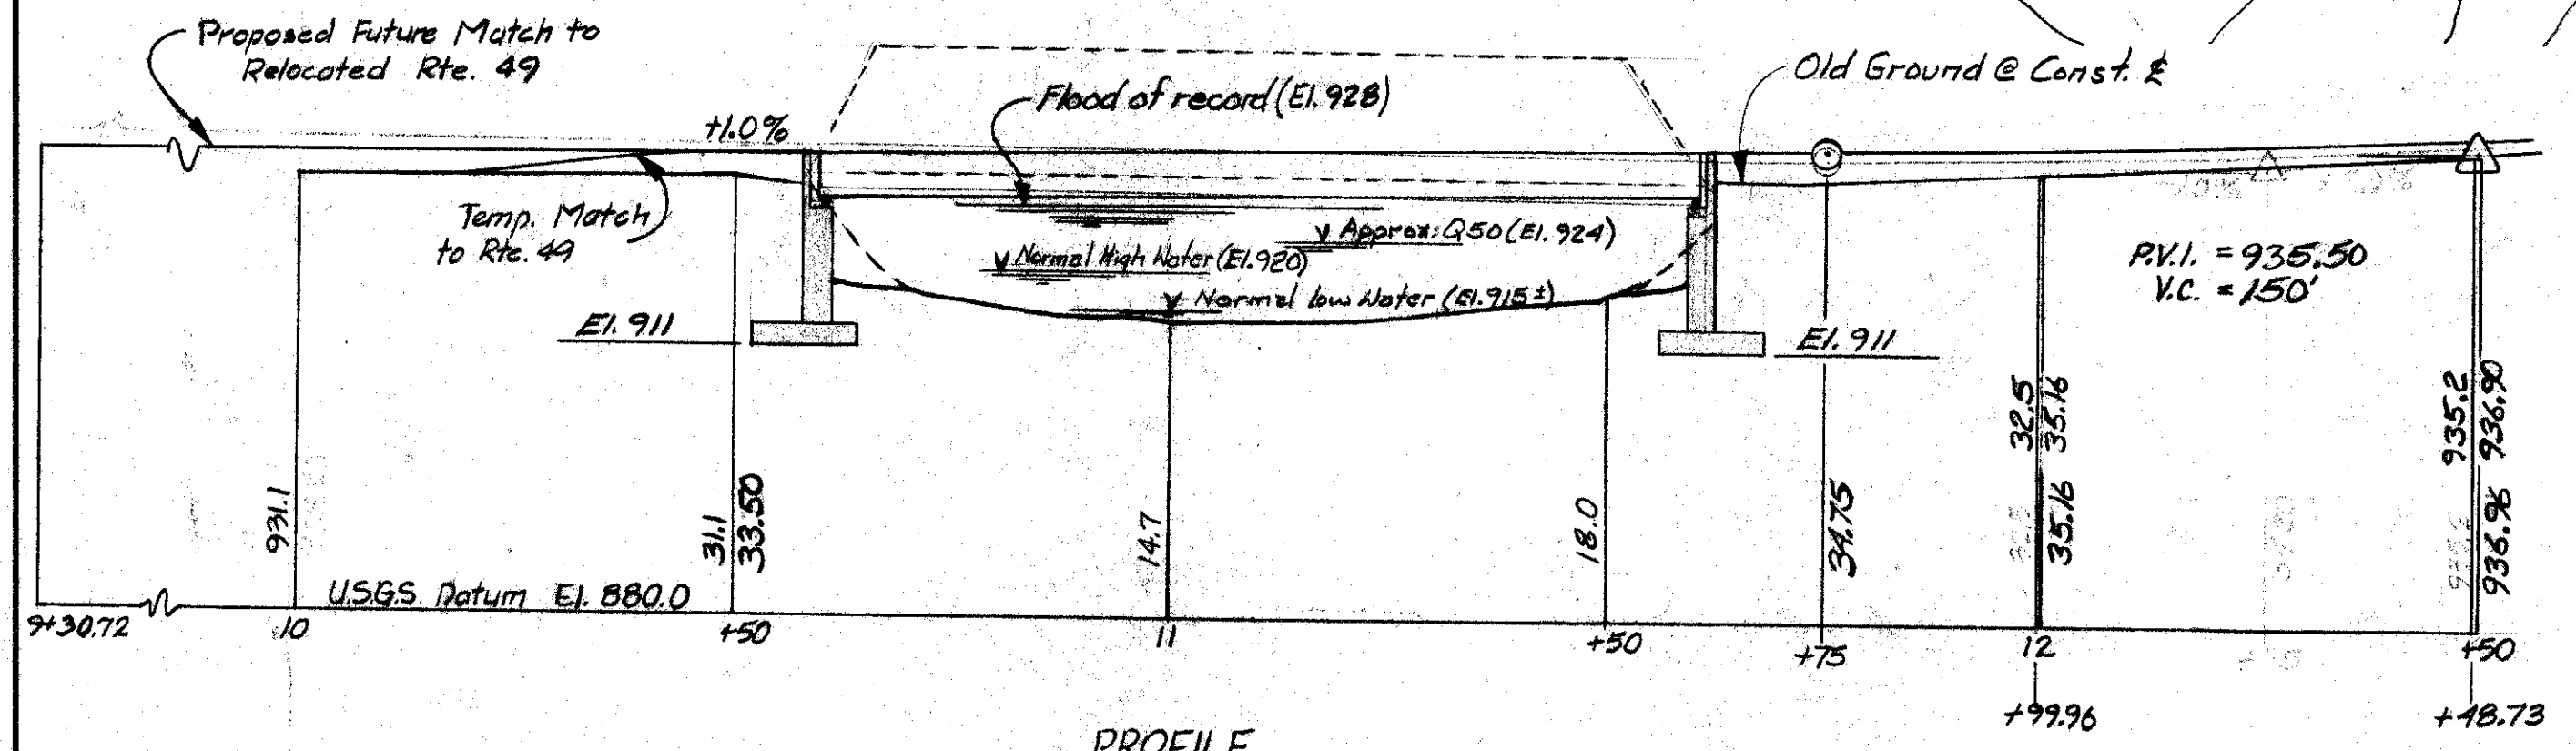 Proposed Future Match to
Relocated Rte. 49
+1.0%
Flood of record (El. 928)
Old Ground @ Const. ℄
Temp. Match
to Rte. 49
Approx. Q50 (El. 924)
Normal High Water (El. 920)
Normal Low Water (El. 915±)
P.V.I. = 935.50
V.C. = 150'
El. 911
El. 911
931.1
31.1
33.50
14.7
18.0
34.75
32.5
35.16
35.16
935.2
936.90
936.96
U.S.G.S. Datum El. 880.0
9+30.72
10
+50
11
+50
+75
12
+50
+99.96
+48.73
PROFILE